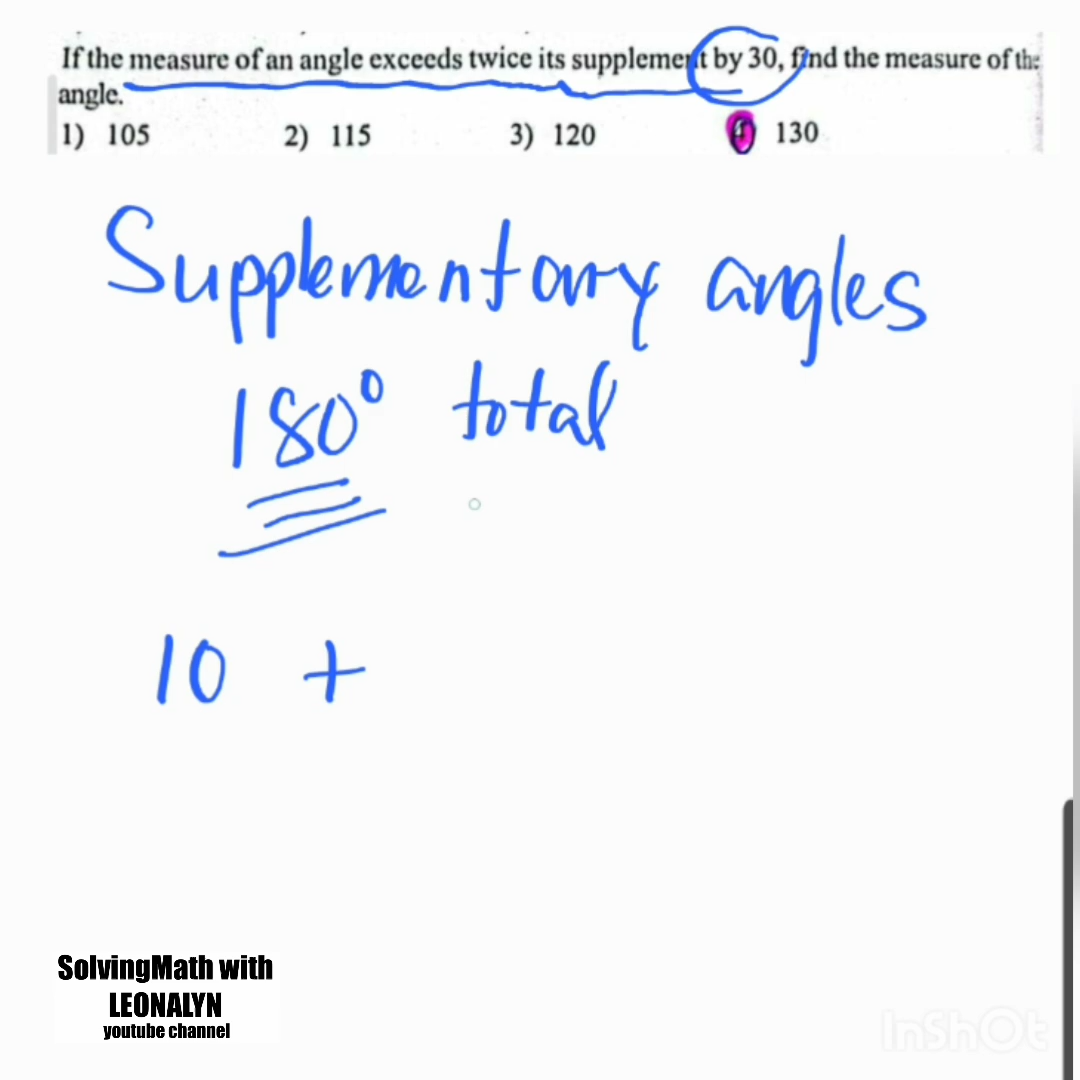 If the measure of an angle exceeds twice its supplement by 30, find the measure of the
angle.
1) 105 2) 115 3) 120 4) 130
Supplementary angles
180° total
10 +
SolvingMath with
LEONALYN
youtube channel
InShOt